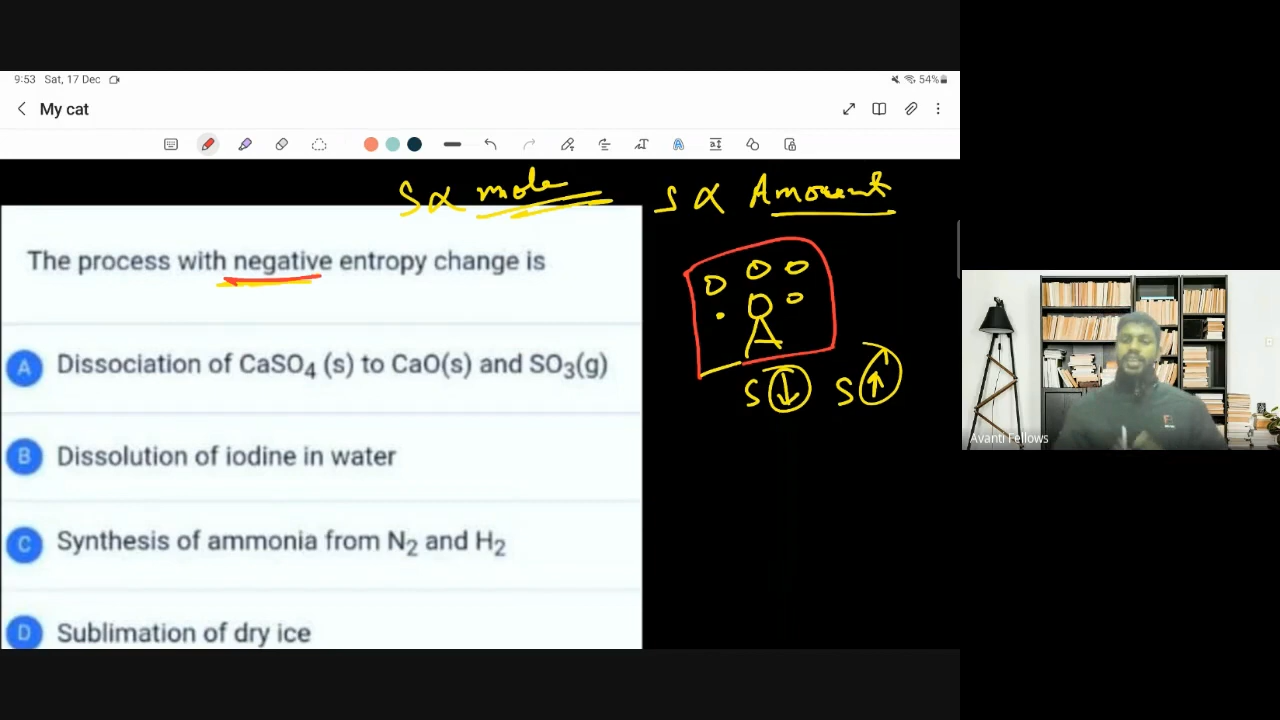 9:53 Sat, 17 Dec
54%
My cat
S∝ mole
S ∝ Amount
The process with negative entropy change is
A Dissociation of CaSO₄ (s) to CaO(s) and SO₃(g)
S ↓ S ↑
B Dissolution of iodine in water
Avanti Fellows
C Synthesis of ammonia from N₂ and H₂
D Sublimation of dry ice